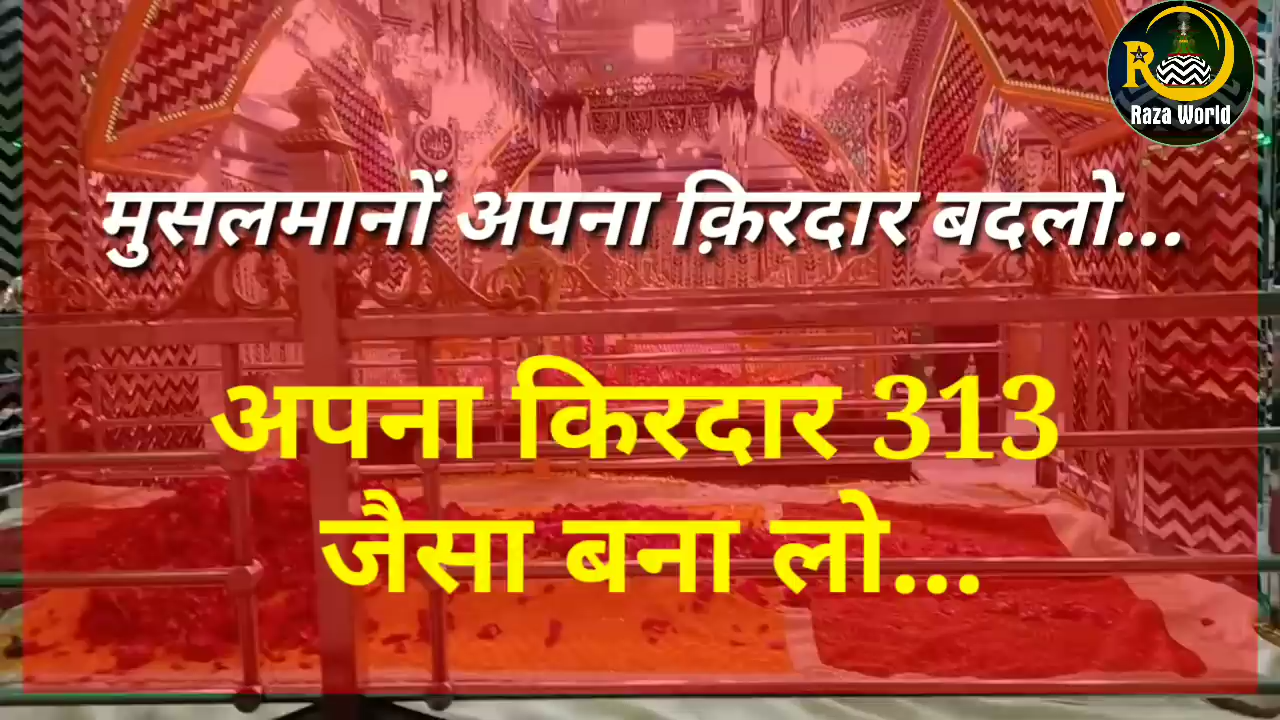 R
Raza World
मुसलमानों अपना क़िरदार बदलो...
अपना किरदार 313
जैसा बना लो...